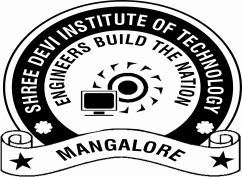 SHREE DEVI INSTITUTE OF TECHNOLOGY
ENGINEERS BUILD THE NATION
MANGALORE